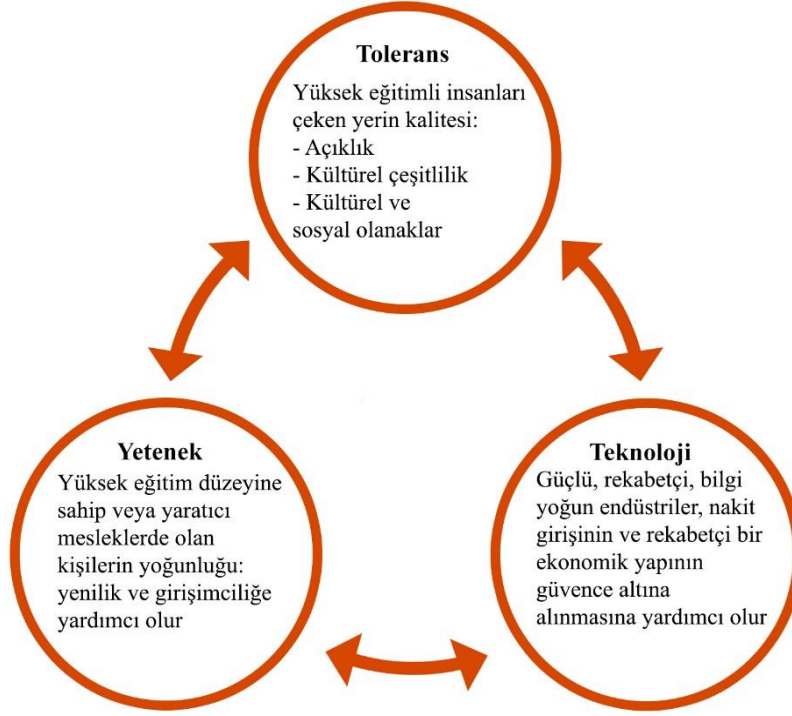 Tolerans
Yüksek eğitimli insanları
çeken yerin kalitesi:
- Açıklık
- Kültürel çeşitlilik
- Kültürel ve
sosyal olanaklar
Yetenek
Yüksek eğitim düzeyine
sahip veya yaratıcı
mesleklerde olan
kişilerin yoğunluğu:
yenilik ve girişimciliğe
yardımcı olur
Teknoloji
Güçlü, rekabetçi, bilgi
yoğun endüstriler, nakit
girişinin ve rekabetçi bir
ekonomik yapının
güvence altına
alınmasına yardımcı olur